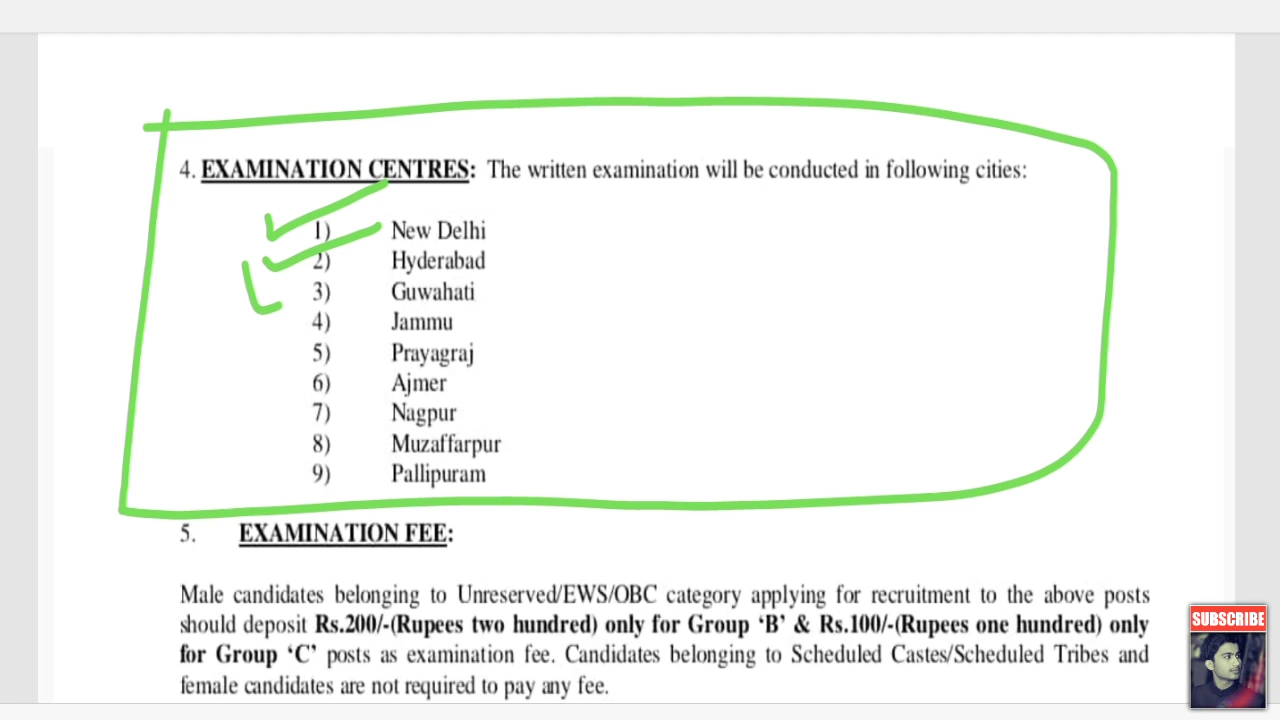 4. EXAMINATION CENTRES: The written examination will be conducted in following cities:
1) New Delhi
2) Hyderabad
3) Guwahati
4) Jammu
5) Prayagraj
6) Ajmer
7) Nagpur
8) Muzaffarpur
9) Pallipuram
5. EXAMINATION FEE:
Male candidates belonging to Unreserved/EWS/OBC category applying for recruitment to the above posts
should deposit Rs.200/-(Rupees two hundred) only for Group ‘B’ & Rs.100/-(Rupees one hundred) only
for Group ‘C’ posts as examination fee. Candidates belonging to Scheduled Castes/Scheduled Tribes and
female candidates are not required to pay any fee.
SUBSCRIBE